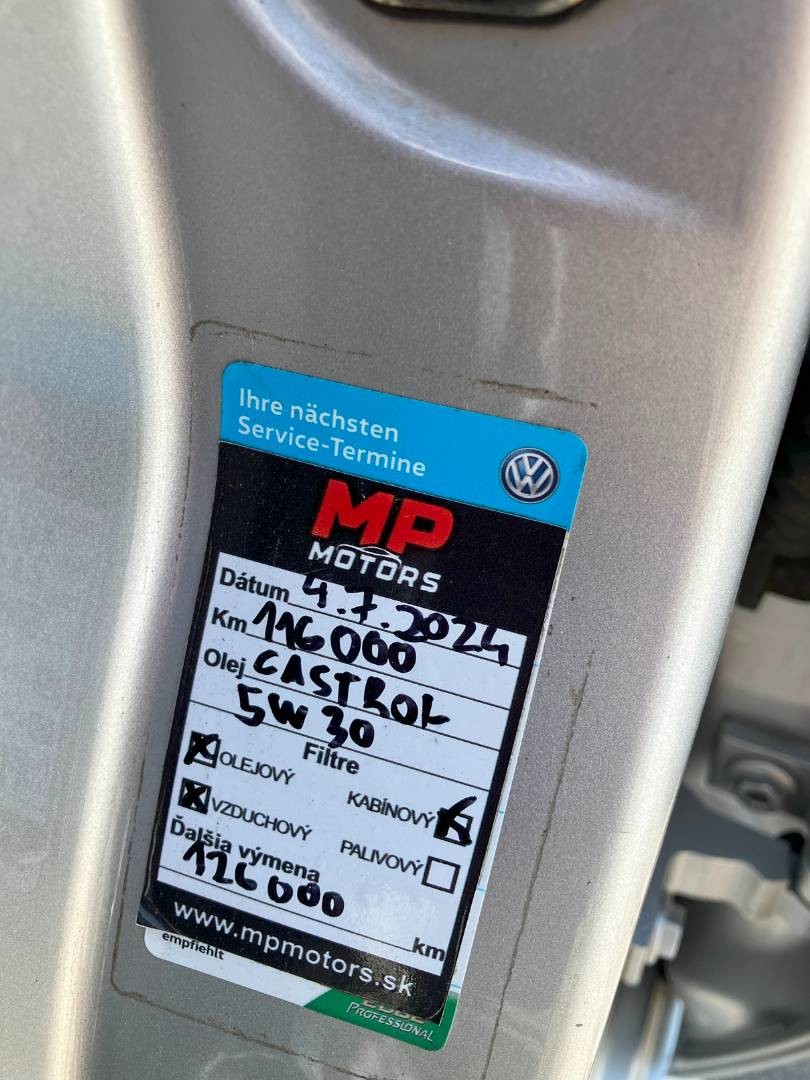 Ihre nächsten
Service-Termine
MP
MOTORS
Dátum 4.7.2024
Km 116000
Olej CASTROL
5W30
Filtre
OLEJOVÝ KABÍNOVÝ
VZDUCHOVÝ PALIVOVÝ
Ďalšia výmena
126000 km
www.mpmotors.sk
empfiehlt
PROFESSIONAL